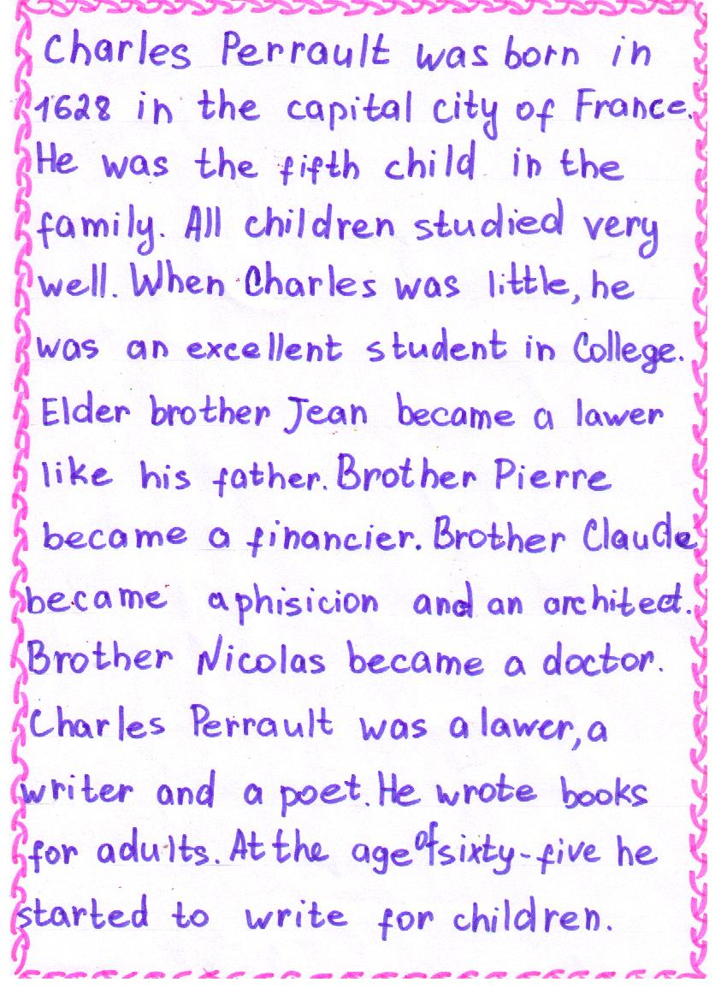 Charles Perrault was born in
1628 in the capital city of France.
He was the fifth child in the
family. All children studied very
well. When Charles was little, he
was an excellent student in College.
Elder brother Jean became a lawer
like his father. Brother Pierre
became a financier. Brother Claude
became a phisicion and an architect.
Brother Nicolas became a doctor.
Charles Perrault was a lawer, a
writer and a poet. He wrote books
for adults. At the age of sixty-five he
started to write for children.